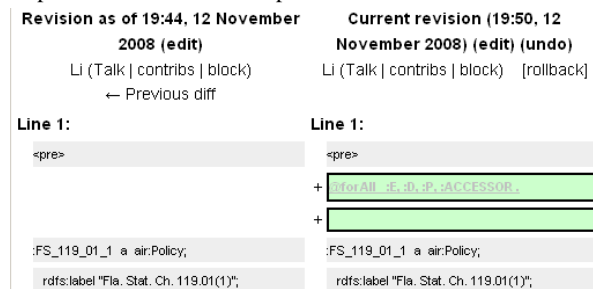 Revision as of 19:44, 12 November 2008 (edit)
Li (Talk | contribs | block)
← Previous diff
Current revision (19:50, 12 November 2008) (edit) (undo)
Li (Talk | contribs | block) [rollback]
Line 1:
Line 1:
<pre>
<pre>
+ @forAll :E, :D, :P, :ACCESSOR .
+
:FS_119_01_1 a air:Policy;
:FS_119_01_1 a air:Policy;
rdfs:label "Fla. Stat. Ch. 119.01(1)";
rdfs:label "Fla. Stat. Ch. 119.01(1)";